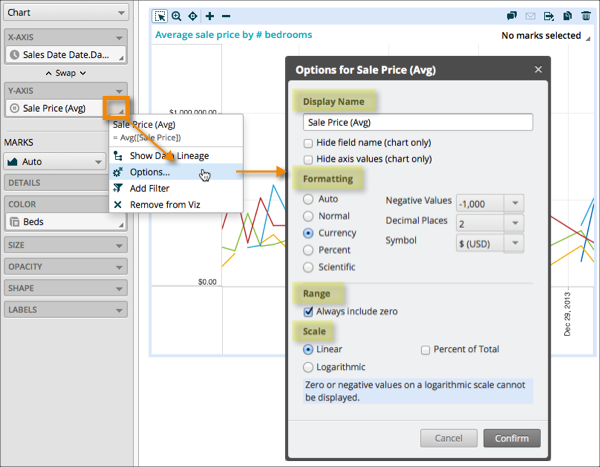 Chart
X-AXIS
Sales Date Date.Da...
Swap
Y-AXIS
Sale Price (Avg)
MARKS
Auto
DETAILS
COLOR
Beds
SIZE
OPACITY
SHAPE
LABELS
Average sale price by # bedrooms
No marks selected
$1,000,000.00
$0.00
Dec 29, 2013
Sale Price (Avg)
= Avg([Sale Price])
Show Data Lineage
Options...
Add Filter
Remove from Viz
Options for Sale Price (Avg)
Display Name
Sale Price (Avg)
Hide field name (chart only)
Hide axis values (chart only)
Formatting
Auto
Normal
Currency
Percent
Scientific
Negative Values -1,000
Decimal Places 2
Symbol $ (USD)
Range
Always include zero
Scale
Linear
Percent of Total
Logarithmic
Zero or negative values on a logarithmic scale cannot
be displayed.
Cancel
Confirm